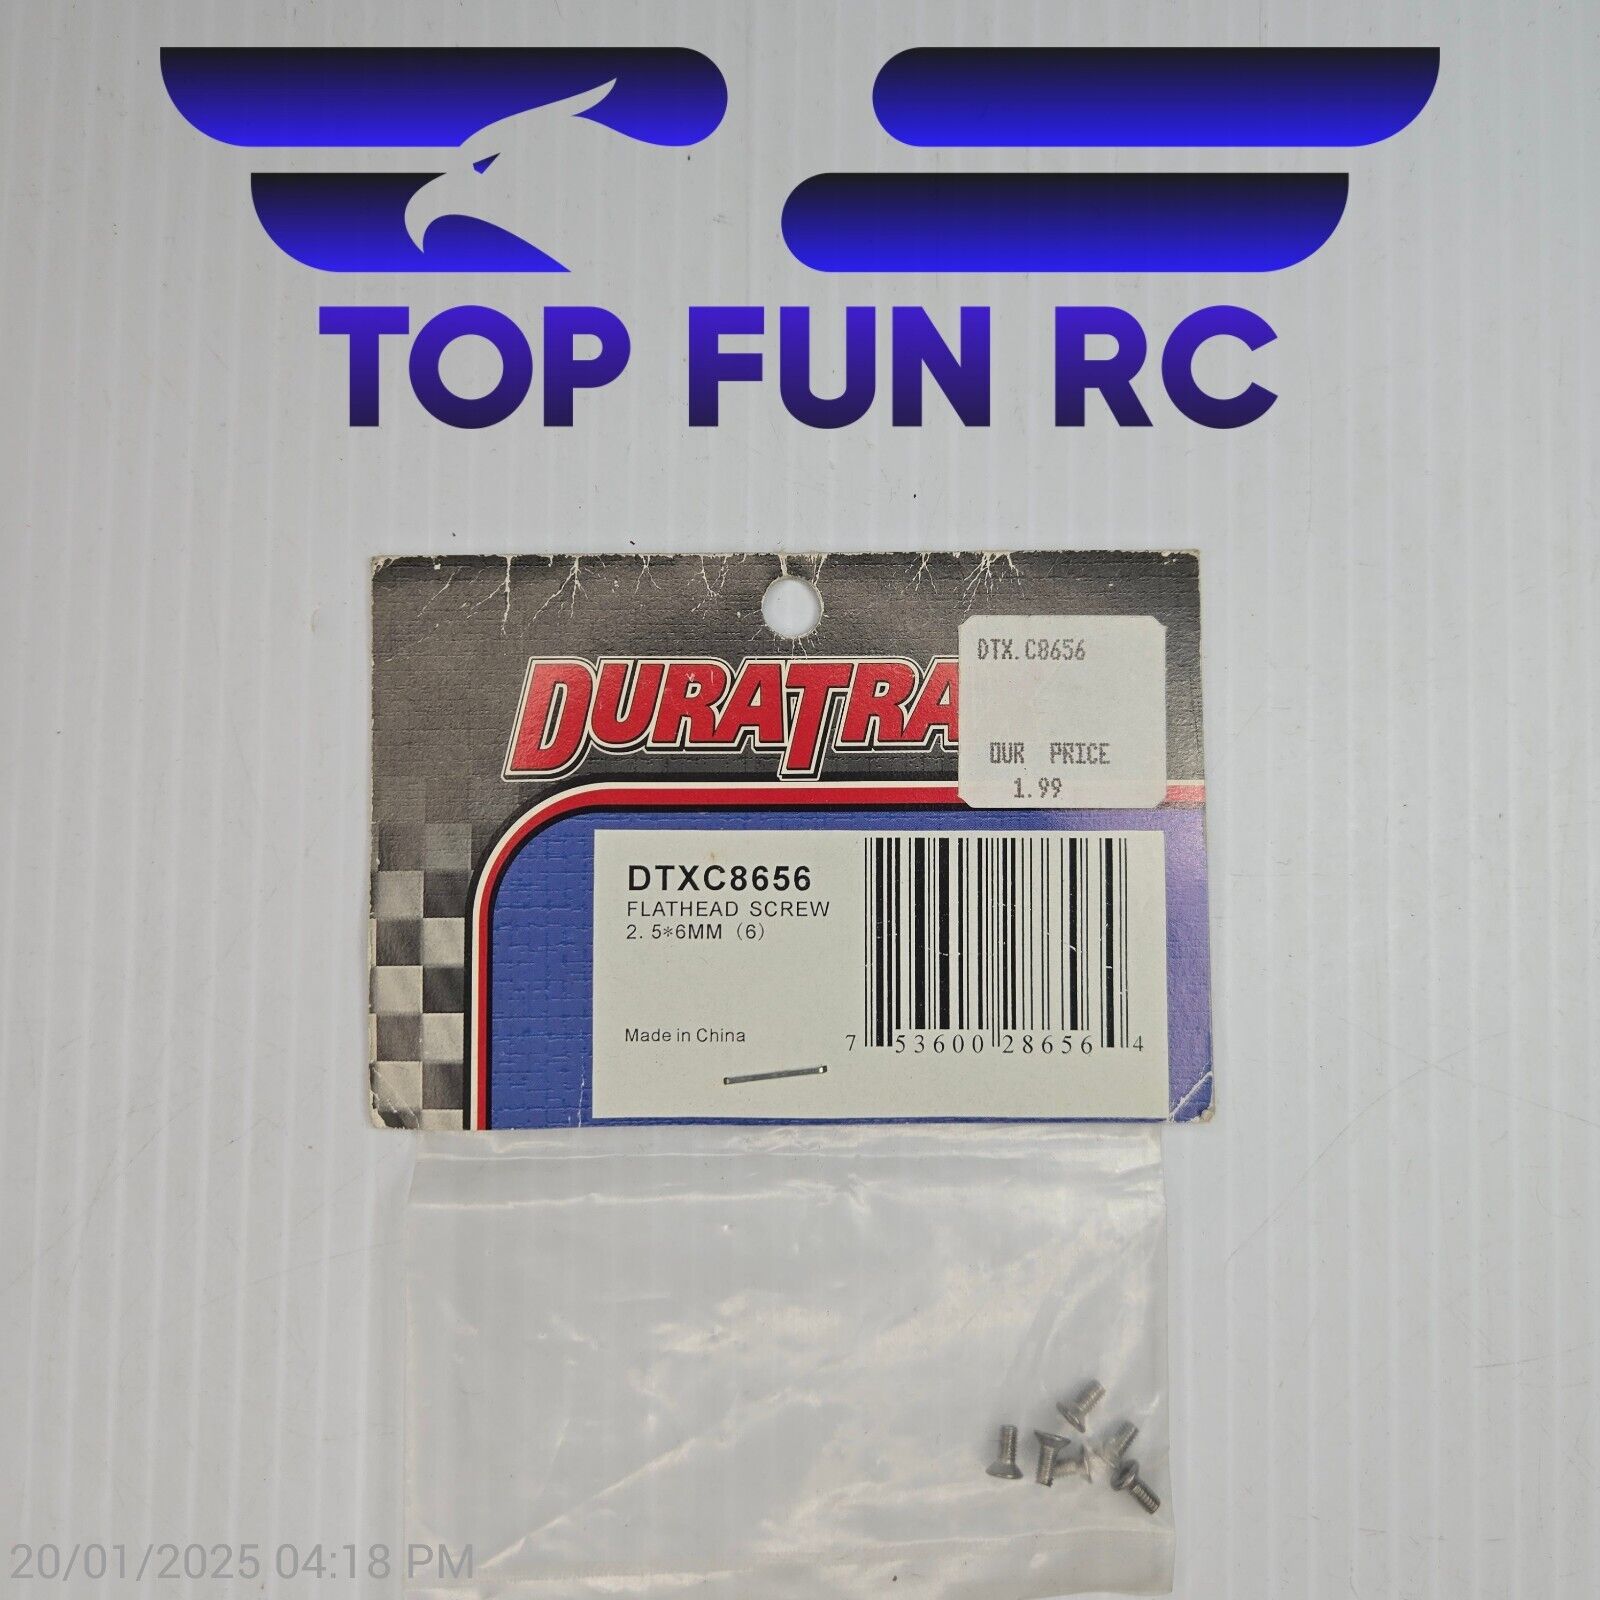 TOP FUN RC
DURATRA
DTX.C8656
OUR PRICE
1.99
DTXC8656
FLATHEAD SCREW
2.5*6MM (6)
Made in China
7 53600 28656 4
20/01/2025 04:18 PM